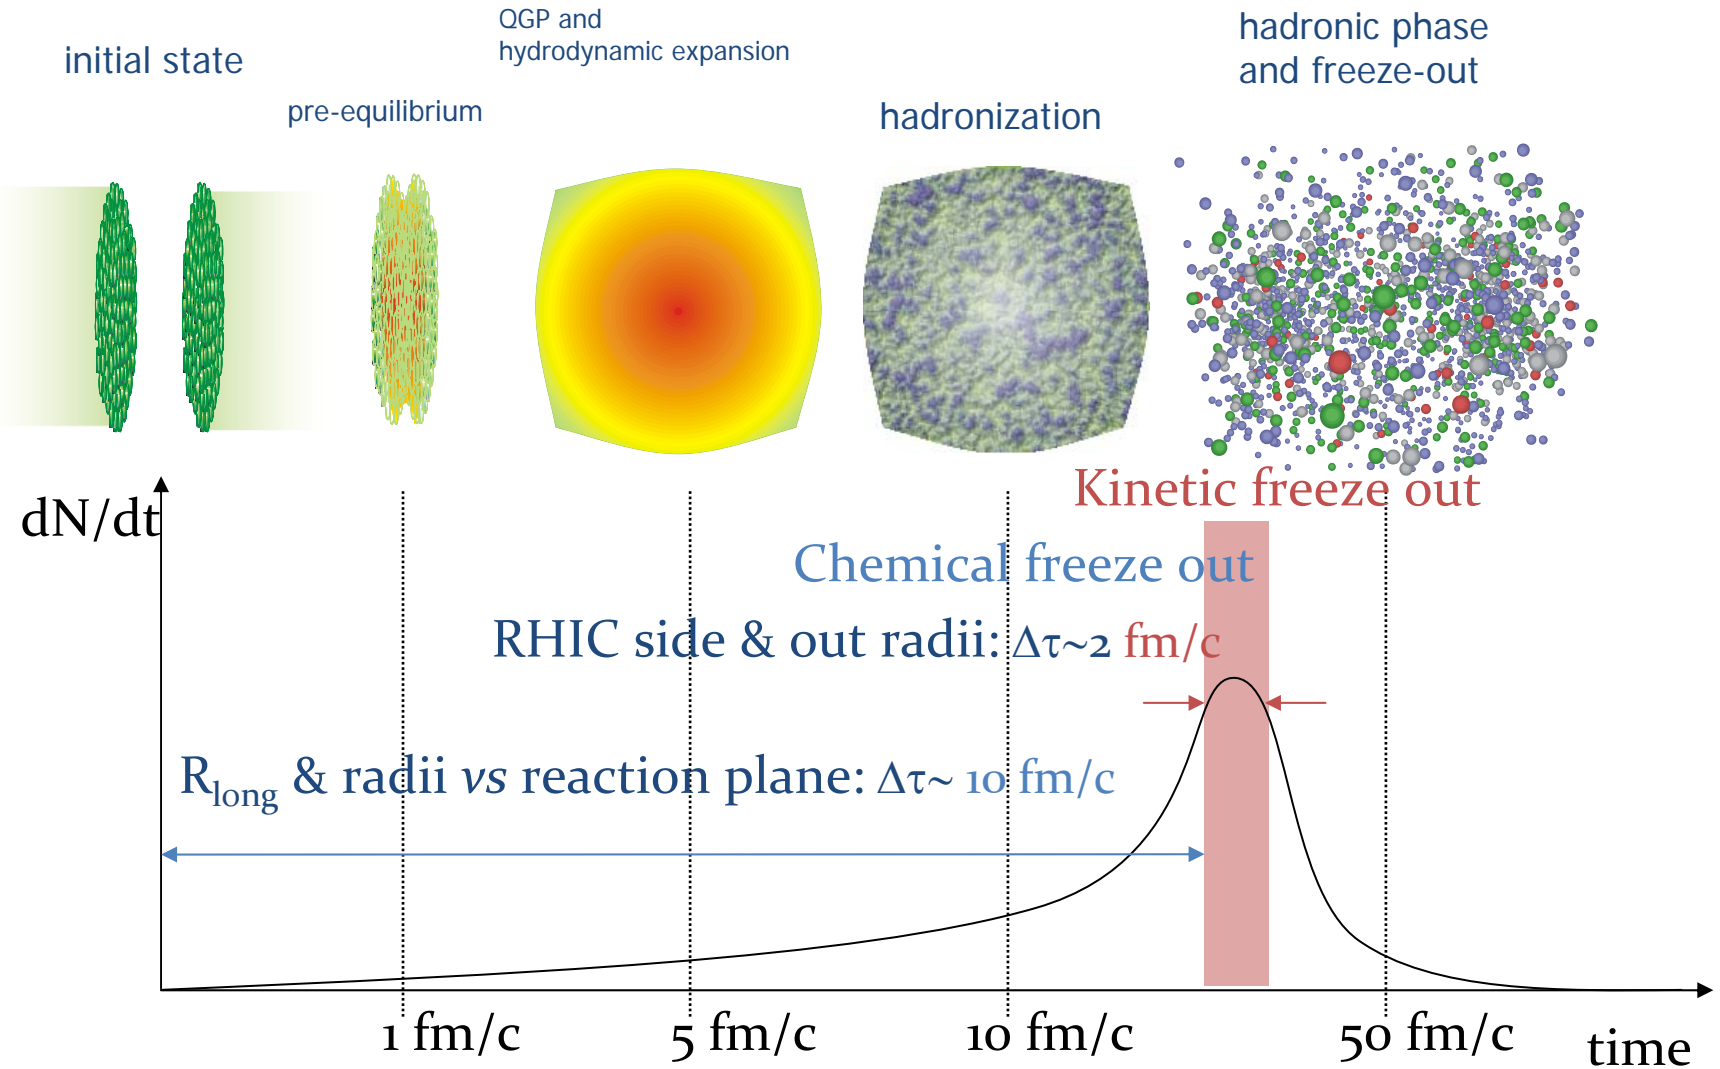 initial state
pre-equilibrium
QGP and
hydrodynamic expansion
hadronization
hadronic phase
and freeze-out
dN/dt
Kinetic freeze out
Chemical freeze out
RHIC side & out radii: Δτ~2 fm/c
Rlong & radii vs reaction plane: Δτ~ 10 fm/c
1 fm/c
5 fm/c
10 fm/c
50 fm/c
time